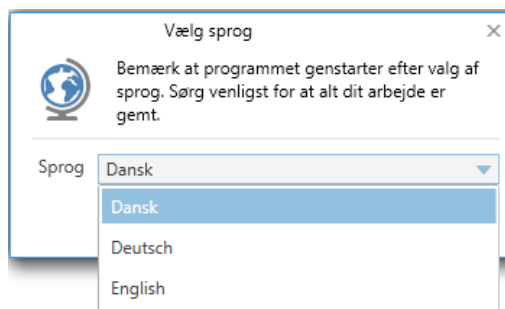 Vælg sprog
Bemærk at programmet genstarter efter valg af
sprog. Sørg venligst for at alt dit arbejde er
gemt.
Sprog
Dansk
Dansk
Deutsch
English